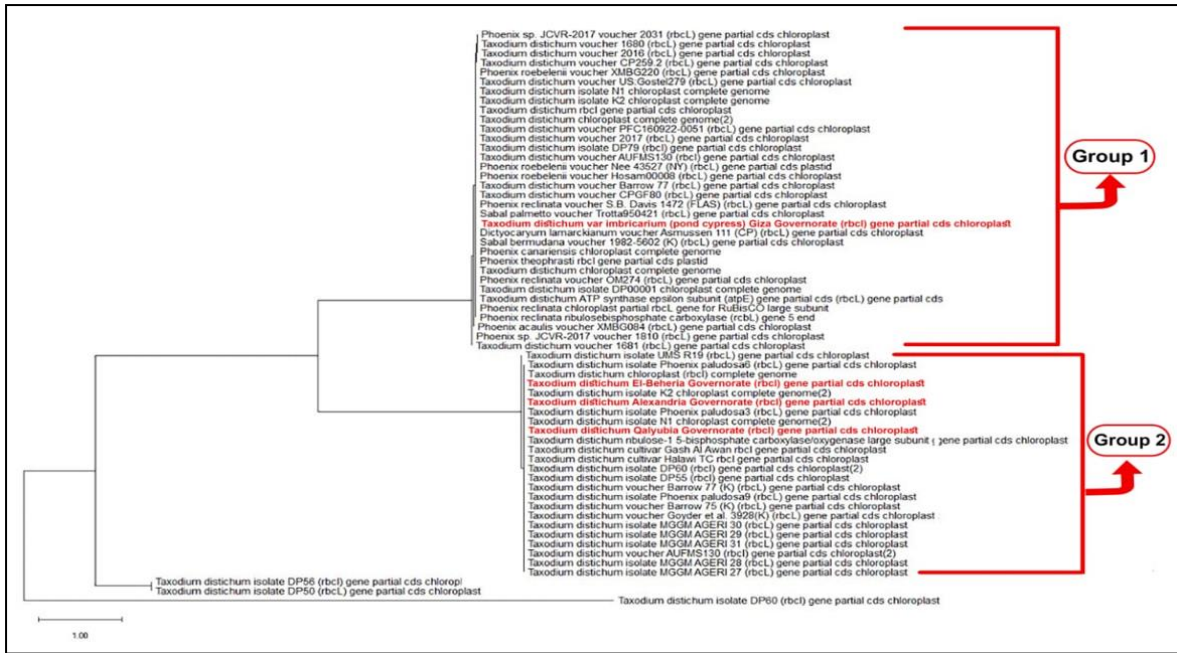 Phoenix sp. JCVR-2017 voucher 2031 (rbcL) gene partial cds chloroplast
Taxodium distichum voucher 1680 (rbcL) gene partial cds chloroplast
Taxodium distichum voucher 2016 (rbcL) gene partial cds chloroplast
Taxodium distichum voucher CP259.2 (rbcL) gene partial cds chloroplast
Phoenix roebelenii voucher XMBG220 (rbcL) gene partial cds chloroplast
Taxodium distichum voucher US:Gostel279 (rbcL) gene partial cds chloroplast
Taxodium distichum isolate N1 chloroplast complete genome
Taxodium distichum isolate K2 chloroplast complete genome
Taxodium distichum rbcl gene partial cds chloroplast
Taxodium distichum chloroplast complete genome(2)
Taxodium distichum voucher PFC160922-0051 (rbcL) gene partial cds chloroplast
Taxodium distichum voucher 2017 (rbcL) gene partial cds chloroplast
Taxodium distichum isolate DP79 (rbcl) gene partial cds chloroplast
Taxodium distichum voucher AUFMS130 (rbcl) gene partial cds chloroplast
Phoenix roebelenii voucher Nee 43527 (NY) (rbcL) gene partial cds plastid
Phoenix roebelenii voucher Hosam00008 (rbcL) gene partial cds chloroplast
Taxodium distichum voucher Barrow 77 (rbcL) gene partial cds chloroplast
Taxodium distichum voucher CPGF80 (rbcL) gene partial cds chloroplast
Phoenix reclinata voucher S.B. Davis 1472 (FLAS) (rbcL) gene partial cds chloroplast
Sabal palmetto voucher Trotta950421 (rbcL) gene partial cds chloroplast
Taxodium distichum var imbricarium (pond cypress) Giza Governorate (rbcl) gene partial cds chloroplast
Dictyocaryum lamarckianum voucher Asmussen 111 (CP) (rbcL) gene partial cds chloroplast
Sabal bermudana voucher 1982-5602 (K) (rbcL) gene partial cds chloroplast
Phoenix canariensis chloroplast complete genome
Phoenix theophrasti rbcl gene partial cds plastid
Taxodium distichum chloroplast complete genome
Phoenix reclinata voucher OM274 (rbcL) gene partial cds chloroplast
Taxodium distichum isolate DP00001 chloroplast complete genome
Taxodium distichum ATP synthase epsilon subunit (atpE) gene partial cds (rbcL) gene partial cds
Phoenix reclinata chloroplast partial rbcL gene for RuBisCO large subunit
Phoenix reclinata ribulosebisphosphate carboxylase (rcbL) gene 5 end
Phoenix acaulis voucher XMBG084 (rbcL) gene partial cds chloroplast
Phoenix sp. JCVR-2017 voucher 1810 (rbcL) gene partial cds chloroplast
Taxodium distichum voucher 1681 (rbcL) gene partial cds chloroplast
Group 1
Taxodium distichum isolate UMS R19 (rbcL) gene partial cds chloroplast
Taxodium distichum isolate Phoenix paludosa6 (rbcL) gene partial cds chloroplast
Taxodium distichum chloroplast (rbcl) complete genome
Taxodium distichum El-Beheria Governorate (rbcl) gene partial cds chloroplast
Taxodium distichum isolate K2 chloroplast complete genome(2)
Taxodium distichum Alexandria Governorate (rbcl) gene partial cds chloroplast
Taxodium distichum isolate Phoenix paludosa3 (rbcL) gene partial cds chloroplast
Taxodium distichum isolate N1 chloroplast complete genome(2)
Taxodium distichum Qalyubia Governorate (rbcl) gene partial cds chloroplast
Taxodium distichum ribulose-1 5-bisphosphate carboxylase/oxygenase large subunit gene partial cds chloroplast
Taxodium distichum cultivar Gash Al Awan rbcl gene partial cds chloroplast
Taxodium distichum cultivar Halawi TC rbcl gene partial cds chloroplast
Taxodium distichum isolate DP60 (rbcl) gene partial cds chloroplast(2)
Taxodium distichum isolate DP55 (rbcl) gene partial cds chloroplast
Taxodium distichum voucher Barrow 77 (K) (rbcL) gene partial cds chloroplast
Taxodium distichum isolate Phoenix paludosa9 (rbcL) gene partial cds chloroplast
Taxodium distichum voucher Barrow 75 (K) (rbcL) gene partial cds chloroplast
Taxodium distichum voucher Goyder et al. 3928(K) (rbcL) gene partial cds chloroplast
Taxodium distichum isolate MGGM AGERI 30 (rbcL) gene partial cds chloroplast
Taxodium distichum isolate MGGM AGERI 29 (rbcL) gene partial cds chloroplast
Taxodium distichum isolate MGGM AGERI 31 (rbcL) gene partial cds chloroplast
Taxodium distichum voucher AUFMS130 (rbcl) gene partial cds chloroplast(2)
Taxodium distichum isolate MGGM AGERI 28 (rbcL) gene partial cds chloroplast
Taxodium distichum isolate MGGM AGERI 27 (rbcL) gene partial cds chloroplast
Group 2
Taxodium distichum isolate DP56 (rbcl) gene partial cds chloropl
Taxodium distichum isolate DP50 (rbcL) gene partial cds chloroplast
Taxodium distichum isolate DP60 (rbcl) gene partial cds chloroplast
1.00